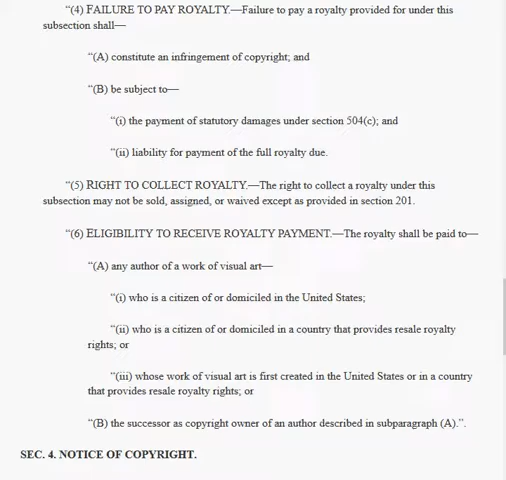 “(4) FAILURE TO PAY ROYALTY.—Failure to pay a royalty provided for under this
subsection shall—
“(A) constitute an infringement of copyright; and
“(B) be subject to—
“(i) the payment of statutory damages under section 504(c); and
“(ii) liability for payment of the full royalty due.
“(5) RIGHT TO COLLECT ROYALTY.—The right to collect a royalty under this
subsection may not be sold, assigned, or waived except as provided in section 201.
“(6) ELIGIBILITY TO RECEIVE ROYALTY PAYMENT.—The royalty shall be paid to—
“(A) any author of a work of visual art—
“(i) who is a citizen of or domiciled in the United States;
“(ii) who is a citizen of or domiciled in a country that provides resale royalty
rights; or
“(iii) whose work of visual art is first created in the United States or in a country
that provides resale royalty rights; or
“(B) the successor as copyright owner of an author described in subparagraph (A).”.
SEC. 4. NOTICE OF COPYRIGHT.